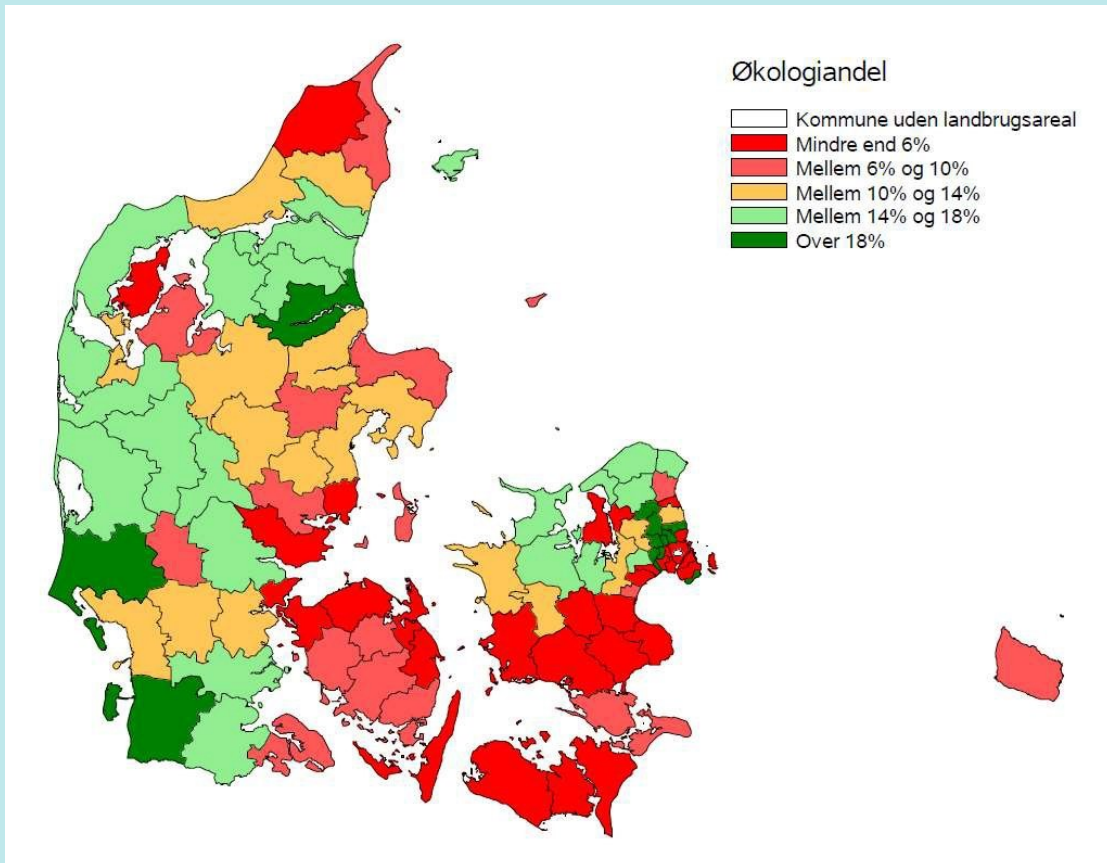 Økologiandel
Kommune uden landbrugsareal
Mindre end 6%
Mellem 6% og 10%
Mellem 10% og 14%
Mellem 14% og 18%
Over 18%